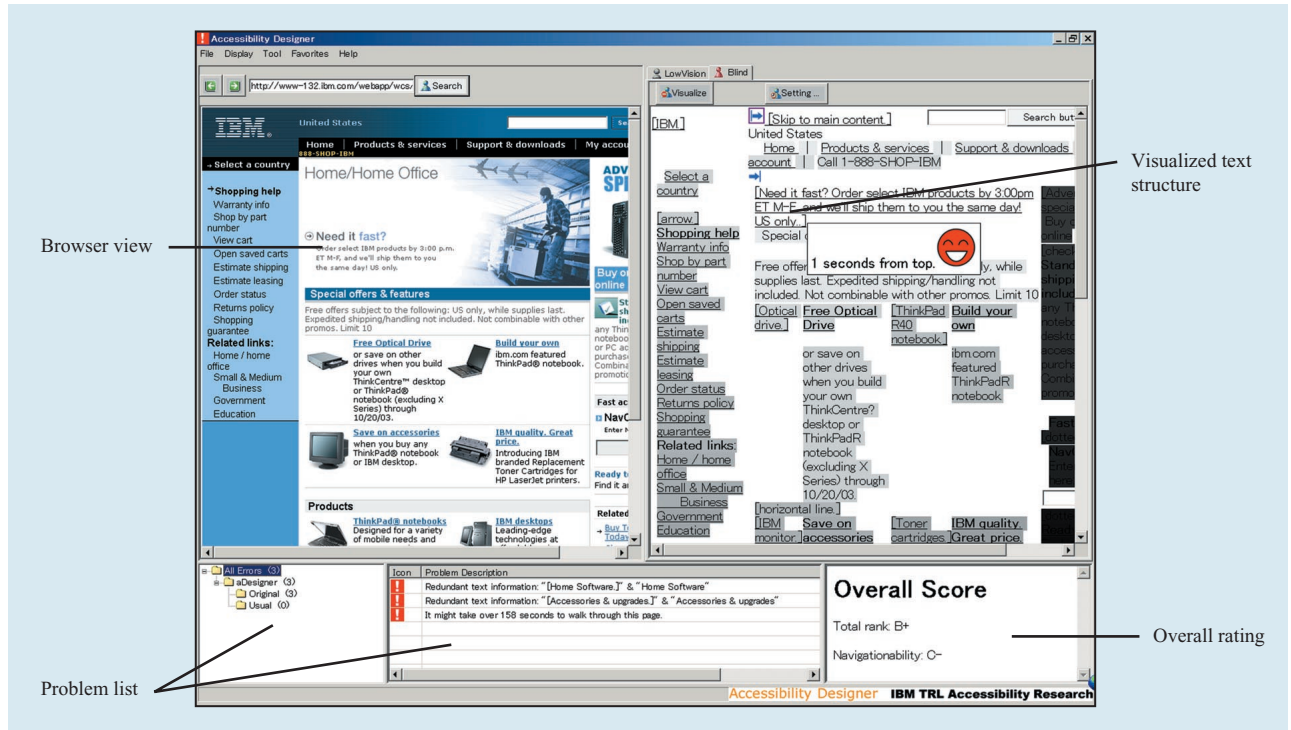 Accessibility Designer
File Display Tool Favorites Help
http://www-132.ibm.com/webapp/wcs/ Search
IBM
United States
Home | Products & services | Support & downloads | My accou
888-SHOP-IBM
Select a country
Shopping help
Warranty info
Shop by part
number
View cart
Open saved carts
Estimate shipping
Estimate leasing
Order status
Returns policy
Shopping
guarantee
Related links:
Home / home
office
Small & Medium
Business
Government
Education
Home/Home Office
Need it fast?
Order select IBM products by 3:00 p.m.
ET M-F, and we'll ship them to you
the same day! US only.
Special offers & features
Free offers subject to the following: US only, while supplies last.
Expedited shipping/handling not included. Not combinable with other
promos. Limit 10
Free Optical Drive
or save on other
drives when you build
your own
ThinkCentre™ desktop
or ThinkPad®
notebook (excluding X
Series) through
10/20/03.
Build your own
ibm.com featured
ThinkPad® notebook.
Save on accessories
when you buy any
ThinkPad® notebook
or IBM desktop.
IBM quality. Great
price.
Introducing IBM
branded Replacement
Toner Cartridges for
HP LaserJet printers.
Products
ThinkPad® notebooks
Designed for a variety
of mobile needs and
IBM desktops
Leading-edge
technologies at
ADV
SPI
Buy o
online
St
sh
in
any Thin
noteboo
or PC ac
purchas
Combina
promotic
Fast ac
NavC
Enter N
Ready t
Find it a
Related
Buy T
Today
LowVision Blind
Visualize Setting ...
[IBM.]
[Skip to main content.]
Search but
United States
Home | Products & services | Support & downloads
account | Call 1-888-SHOP-IBM
Select a
country
[arrow.]
Shopping help
Warranty info
Shop by part
number
View cart
Open saved
carts
Estimate
shipping
Estimate
leasing
Order status
Returns policy
Shopping
guarantee
Related links:
Home / home
office
Small & Medium
Business
Government
Education
[Need it fast? Order select IBM products by 3:00pm
ET M-F, and we'll ship them to you the same day!
US only.]
Special
1 seconds from top.
Free offer ly, while
supplies last. Expedited shipping/handling not
included. Not combinable with other promos. Limit 10
[Optical
drive.]
Free Optical
Drive
[ThinkPad
R40
notebook.]
Build your
own
or save on
other drives
when you build
your own
ThinkCentre?
desktop or
ThinkPadR
notebook
(excluding X
Series) through
10/20/03.
ibm.com
featured
ThinkPadR
notebook
[horizontal line.]
[IBM
monitor.]
Save on
accessories
[Toner
cartridges.]
IBM quality.
Great price.
All Errors (3)
aDesigner (3)
Original (3)
Usual (0)
Icon Problem Description
Redundant text information: "[Home Software.]" & "Home Software"
Redundant text information: "[Accessories & upgrades.]" & "Accessories & upgrades"
It might take over 158 seconds to walk through this page.
Overall Score
Total rank: B+
Navigationability: C-
Accessibility Designer IBM TRL Accessibility Research
Browser view
Problem list
Visualized text
structure
Overall rating